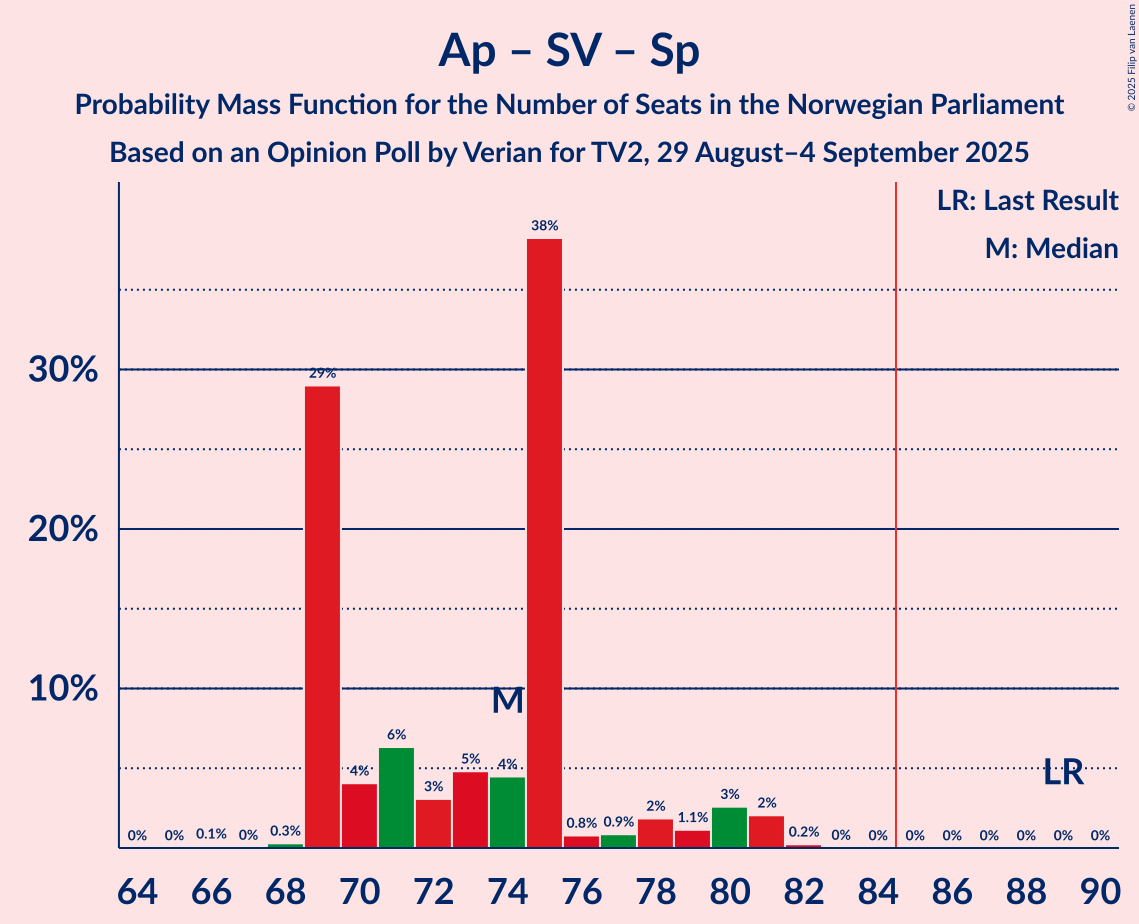 Ap – SV – Sp
Probability Mass Function for the Number of Seats in the Norwegian Parliament
Based on an Opinion Poll by Verian for TV2, 29 August–4 September 2025
© 2025 Filip van Laenen
LR: Last Result
M: Median
30%
20%
10%
0% 0% 0.1% 0% 0.3% 29% 4% 6% 3% 5% 4% 38% 0.8% 0.9% 2% 1.1% 3% 2% 0.2% 0% 0% 0% 0% 0% 0% 0% 0%
M
LR
64 66 68 70 72 74 76 78 80 82 84 86 88 90